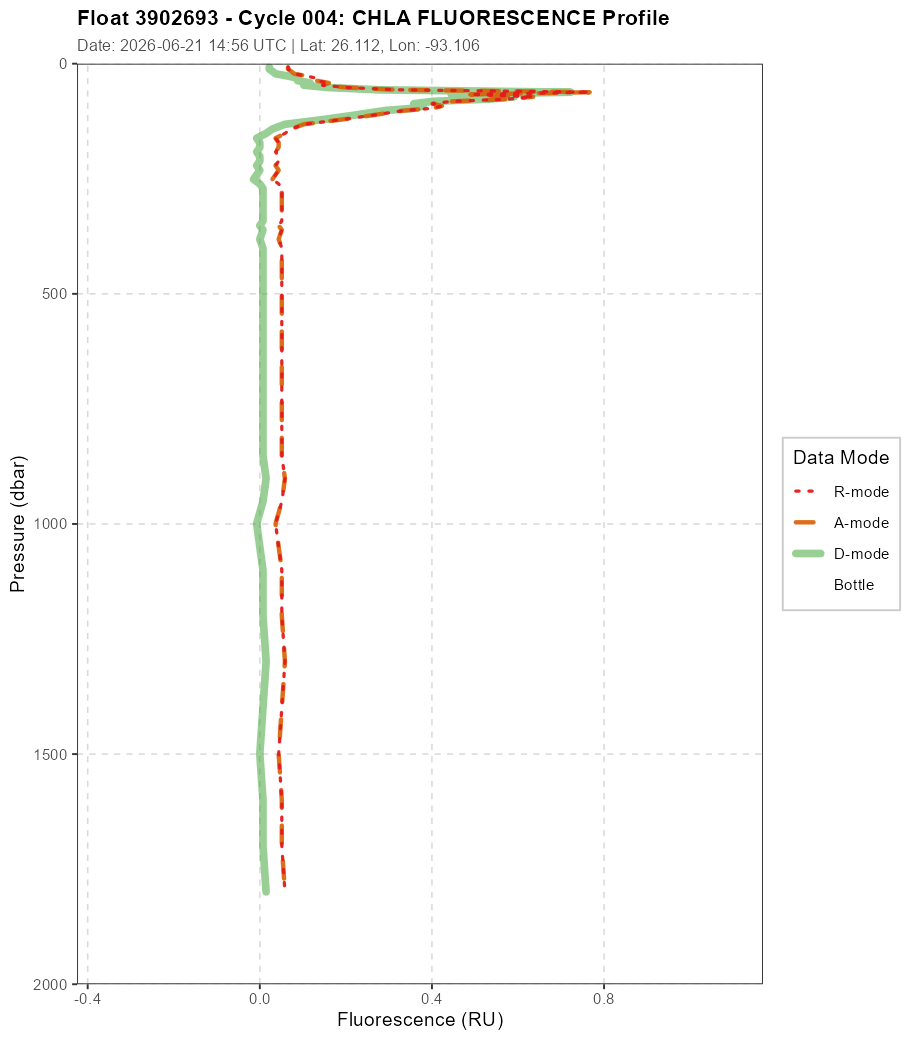 Float 3902693 - Cycle 004: CHLA FLUORESCENCE Profile
Date: 2026-06-21 14:56 UTC | Lat: 26.112, Lon: -93.106
0
500
1000
1500
2000
Pressure (dbar)
-0.4
0.0
0.4
0.8
Fluorescence (RU)
Data Mode
R-mode
A-mode
D-mode
Bottle